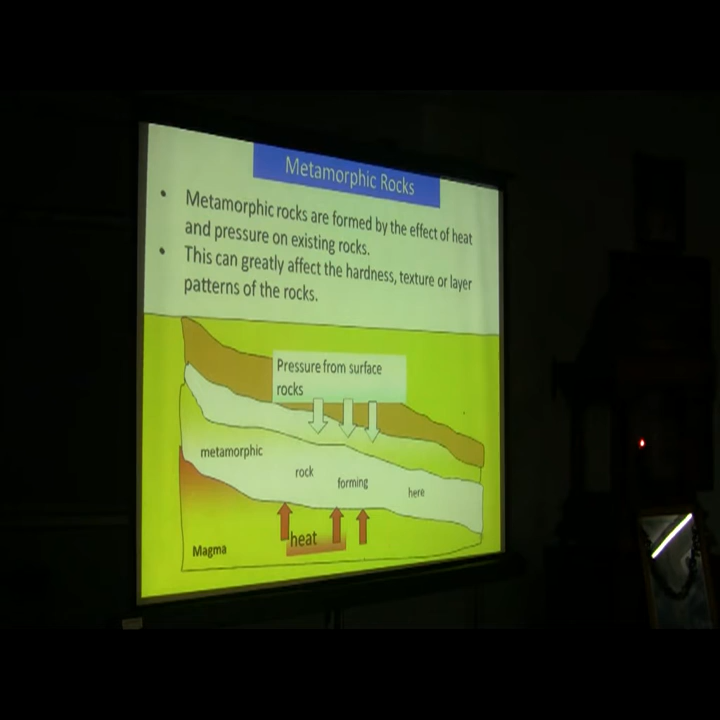 Metamorphic Rocks
• Metamorphic rocks are formed by the effect of heat
and pressure on existing rocks.
• This can greatly affect the hardness, texture or layer
patterns of the rocks.
Pressure from surface
rocks
metamorphic rock forming here
heat
Magma